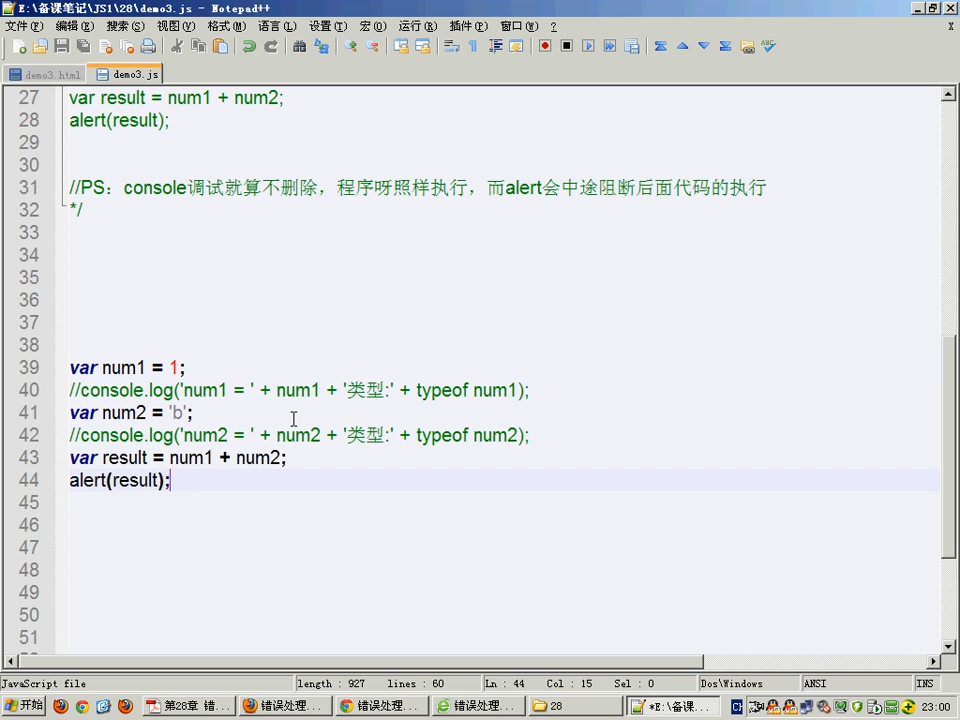 E:\备课笔记\JS1\28\demo3.js - Notepad++
文件(F) 编辑(E) 搜索(S) 视图(V) 格式(M) 语言(L) 设置(T) 宏(O) 运行(R) 插件(P) 窗口(W) ? X
demo3.html demo3.js
27 var result = num1 + num2;
28 alert(result);
29
30
31 //PS：console调试就算不删除，程序呀照样执行，而alert会中途阻断后面代码的执行
32 */
33
34
35
36
37
38
39 var num1 = 1;
40 //console.log('num1 = ' + num1 + '类型:' + typeof num1);
41 var num2 = 'b';
42 //console.log('num2 = ' + num2 + '类型:' + typeof num2);
43 var result = num1 + num2;
44 alert(result);
45
46
47
48
49
50
51
JavaScript file length : 927 lines : 60 Ln : 44 Col : 15 Sel : 0 Dos\Windows ANSI INS
开始 第28章 错... 错误处理... 错误处理... 错误处理... 28 *E:\备课... 23:00